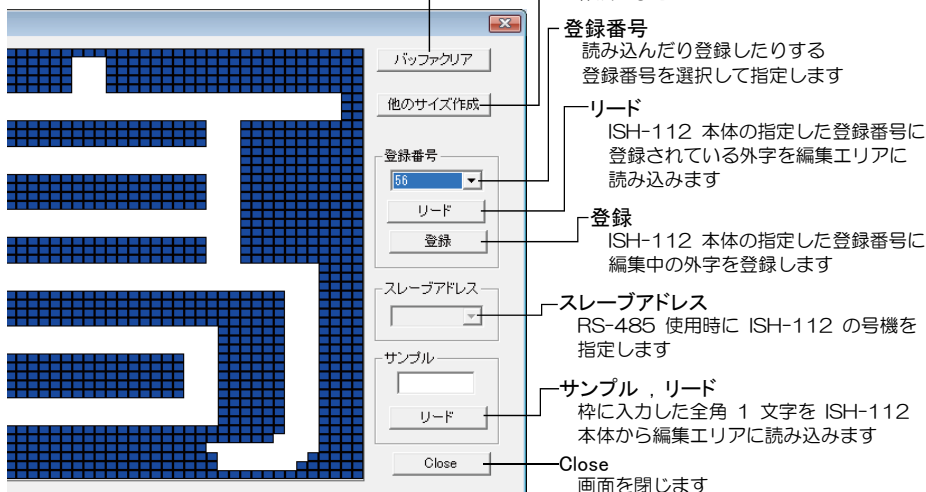 バッファクリア
他のサイズ作成
登録番号
56
リード
登録
スレーブアドレス
サンプル
リード
Close
登録番号
読み込んだり登録したりする
登録番号を選択して指定します
リード
ISH-112 本体の指定した登録番号に
登録されている外字を編集エリアに
読み込みます
登録
ISH-112 本体の指定した登録番号に
編集中の外字を登録します
スレーブアドレス
RS-485 使用時に ISH-112 の号機を
指定します
サンプル , リード
枠に入力した全角 1 文字を ISH-112
本体から編集エリアに読み込みます
Close
画面を閉じます